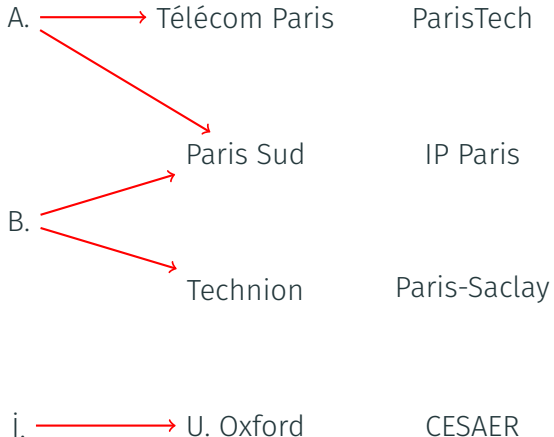 A. Télécom Paris ParisTech
Paris Sud IP Paris
B.
Technion Paris-Saclay
İ. U. Oxford CESAER